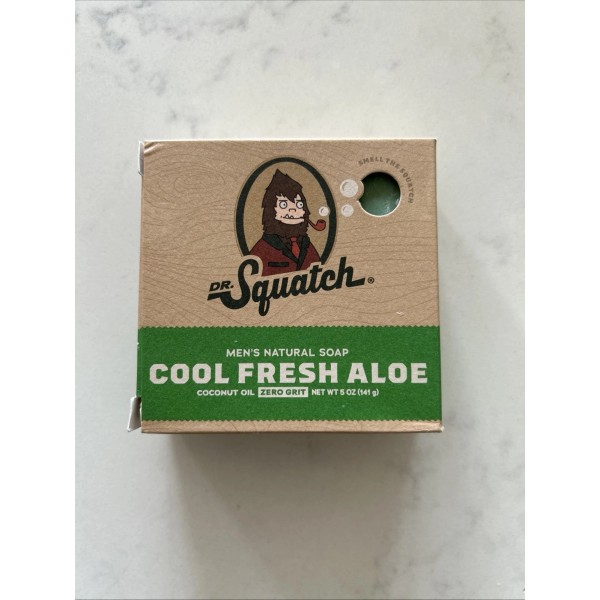 SMELL THE SQUATCH
DR. Squatch®
MEN'S NATURAL SOAP
COOL FRESH ALOE
COCONUT OIL ZERO GRIT NET WT 5 OZ (141 g)